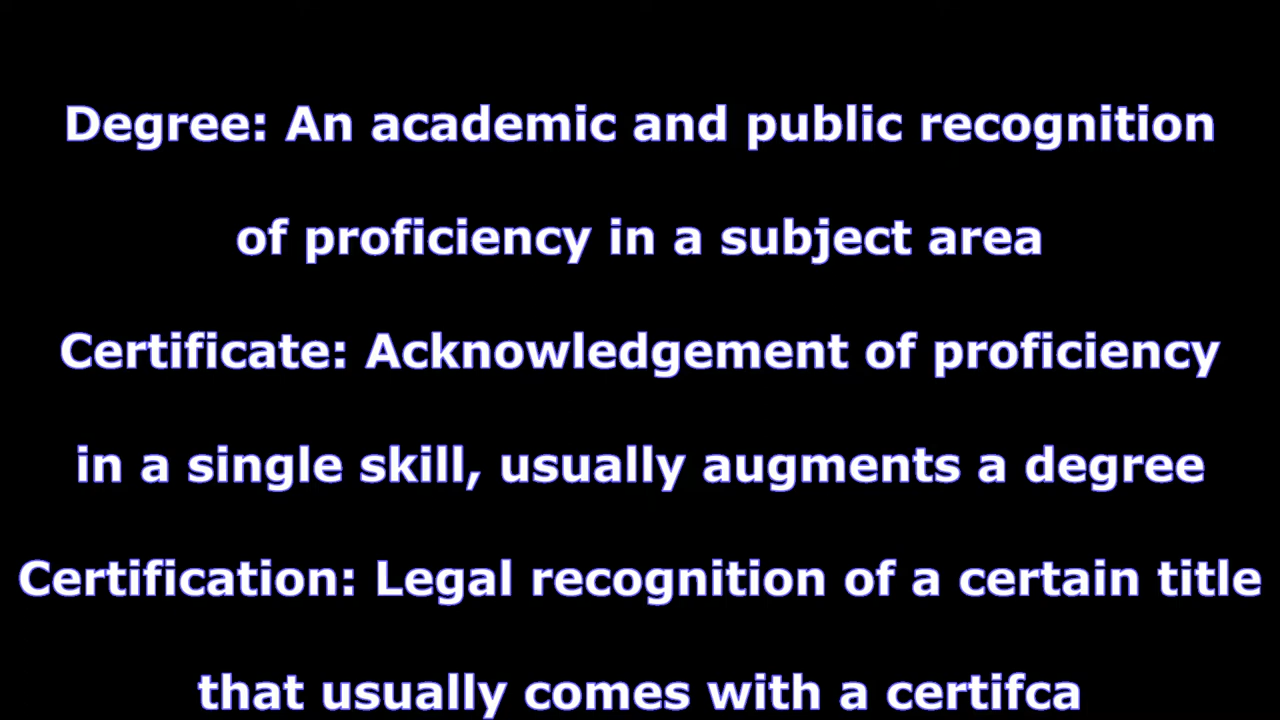 Degree: An academic and public recognition
of proficiency in a subject area
Certificate: Acknowledgement of proficiency
in a single skill, usually augments a degree
Certification: Legal recognition of a certain title
that usually comes with a certifca